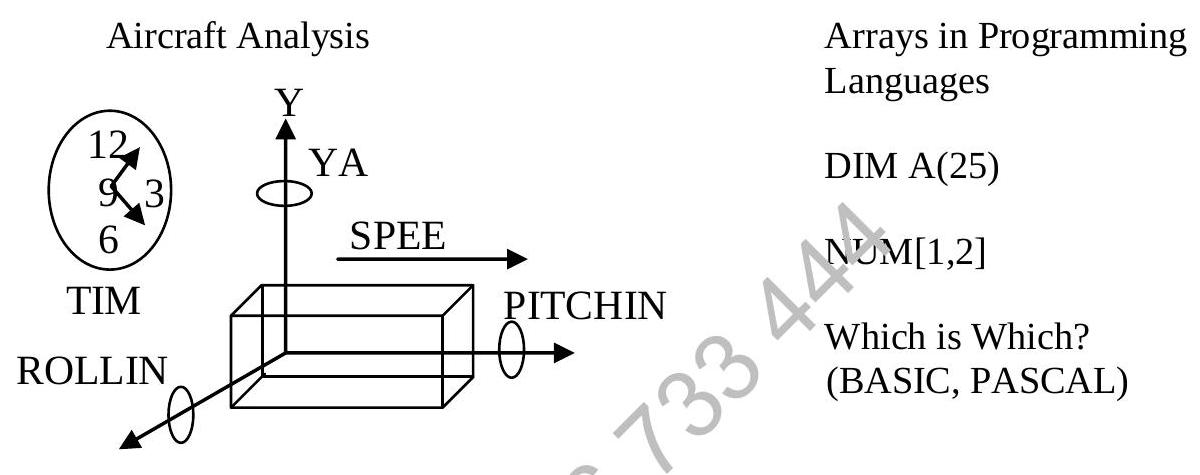 Aircraft Analysis
Y
YA
12
9 3
6
TIM
SPEE
PITCHIN
ROLLIN
Arrays in Programming
Languages
DIM A(25)
NUM[1,2]
Which is Which?
(BASIC, PASCAL)
733 444